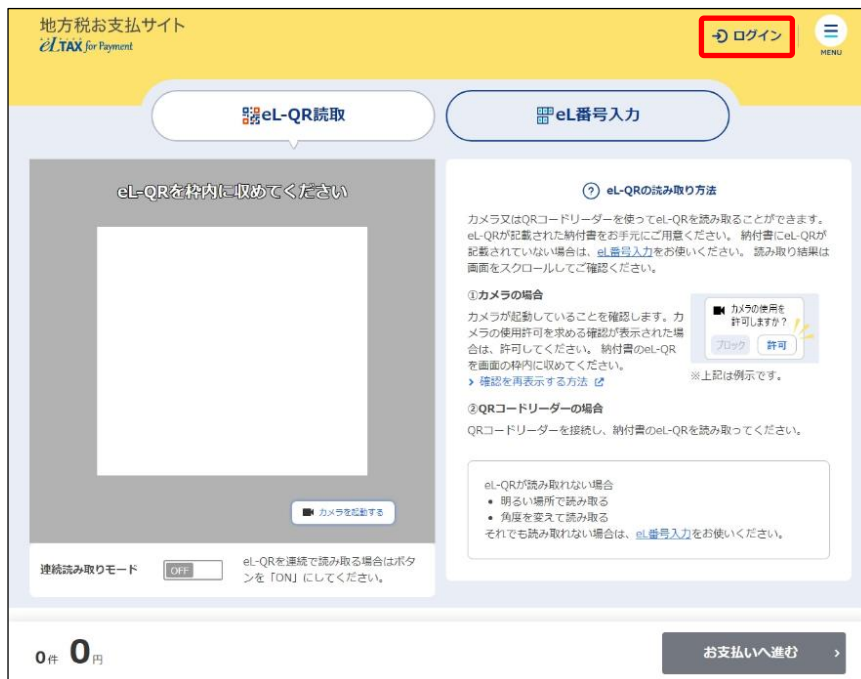 地方税お支払サイト
eLTAX for Payment
ログイン
MENU
eL-QR読取
eL番号入力
eL-QRを枠内に収めてください
カメラを起動する
連続読み取りモード
OFF
eL-QRを連続で読み取る場合はボタ
ンを「ON」にしてください。
? eL-QRの読み取り方法
カメラ又はQRコードリーダーを使ってeL-QRを読み取ることができます。
eL-QRが記載された納付書をお手元にご用意ください。 納付書にeL-QRが
記載されていない場合は、eL番号入力をお使いください。 読み取り結果は
画面をスクロールしてご確認ください。
①カメラの場合
カメラが起動していることを確認します。カ
メラの使用許可を求める確認が表示された場
合は、許可してください。 納付書のeL-QR
を画面の枠内に収めてください。
> 確認を再表示する方法
カメラの使用を
許可しますか？
ブロック
許可
※上記は例示です。
②QRコードリーダーの場合
QRコードリーダーを接続し、納付書のeL-QRを読み取ってください。
eL-QRが読み取れない場合
• 明るい場所で読み取る
• 角度を変えて読み取る
それでも読み取れない場合は、eL番号入力をお使いください。
0件 0円
お支払いへ進む >